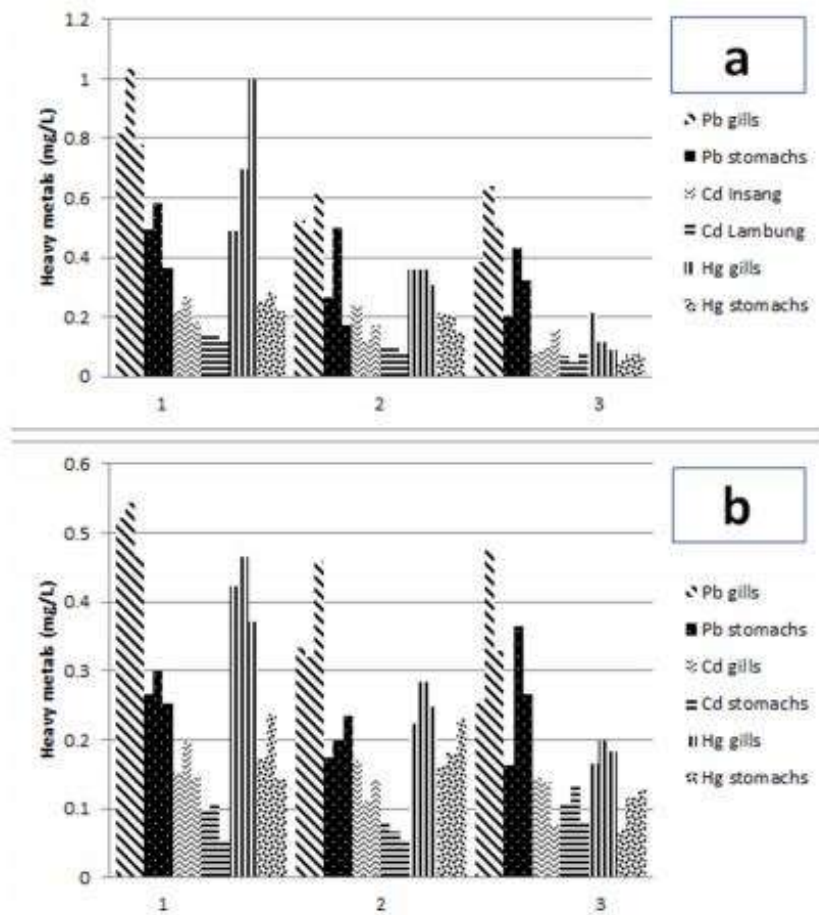 1.2
1
0.8
0.6
0.4
0.2
0
Heavy metals (mg/L)
1 2 3
a
Pb gills
Pb stomachs
Cd Insang
Cd Lambung
Hg gills
Hg stomachs
0.6
0.5
0.4
0.3
0.2
0.1
0
Heavy metals (mg/L)
1 2 3
b
Pb gills
Pb stomachs
Cd gills
Cd stomachs
Hg gills
Hg stomachs